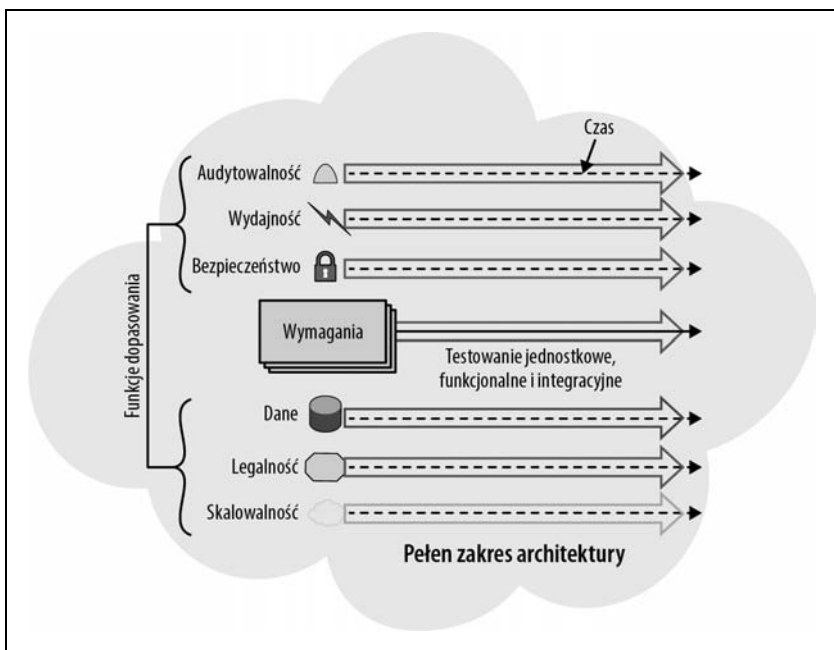 Czas
Audytowalność
Wydajność
Bezpieczeństwo
Funkcje dopasowania
Wymagania
Testowanie jednostkowe,
funkcjonalne i integracyjne
Dane
Legalność
Skalowalność
Pełen zakres architektury